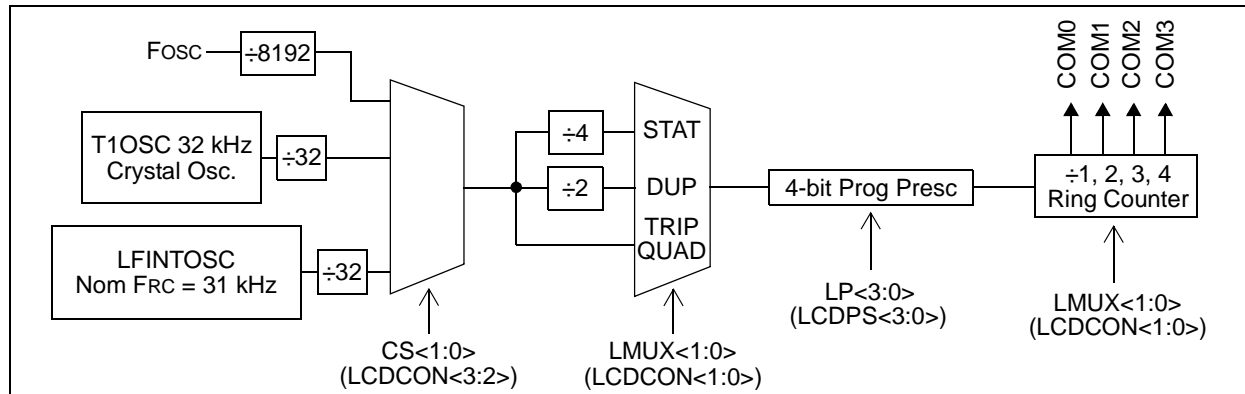 FOSC
÷8192
T1OSC 32 kHz
Crystal Osc.
÷32
LFINTOSC
Nom FRC = 31 kHz
÷32
CS<1:0>
(LCDCON<3:2>)
÷4
÷2
STAT
DUP
TRIP
QUAD
LMUX<1:0>
(LCDCON<1:0>)
4-bit Prog Presc
LP<3:0>
(LCDPS<3:0>)
COM0
COM1
COM2
COM3
÷1, 2, 3, 4
Ring Counter
LMUX<1:0>
(LCDCON<1:0>)